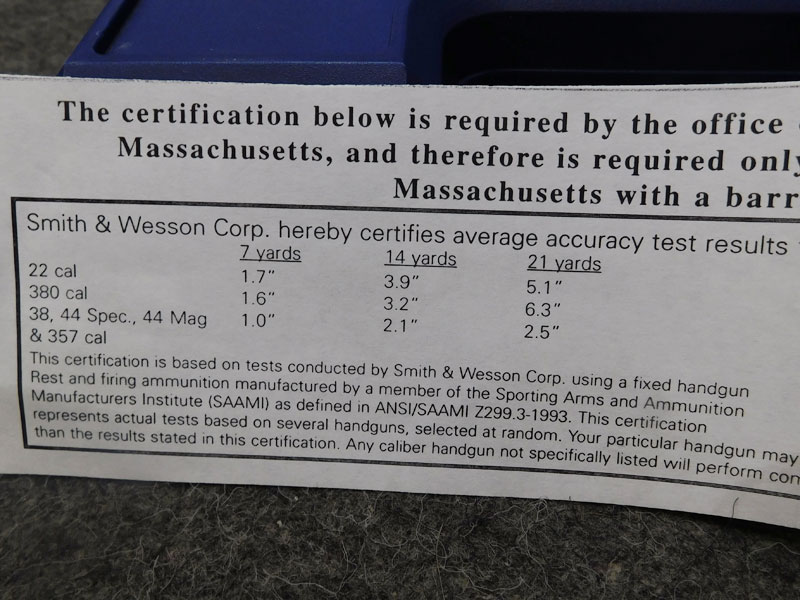 The certification below is required by the office
Massachusetts, and therefore is required only
Massachusetts with a barr
Smith & Wesson Corp. hereby certifies average accuracy test results
7 yards 14 yards 21 yards
22 cal 1.7" 3.9" 5.1"
380 cal 1.6" 3.2" 6.3"
38, 44 Spec., 44 Mag 1.0" 2.1" 2.5"
& 357 cal
This certification is based on tests conducted by Smith & Wesson Corp. using a fixed handgun
Rest and firing ammunition manufactured by a member of the Sporting Arms and Ammunition
Manufacturers Institute (SAAMI) as defined in ANSI/SAAMI Z299.3-1993. This certification
represents actual tests based on several handguns, selected at random. Your particular handgun may
than the results stated in this certification. Any caliber handgun not specifically listed will perform com